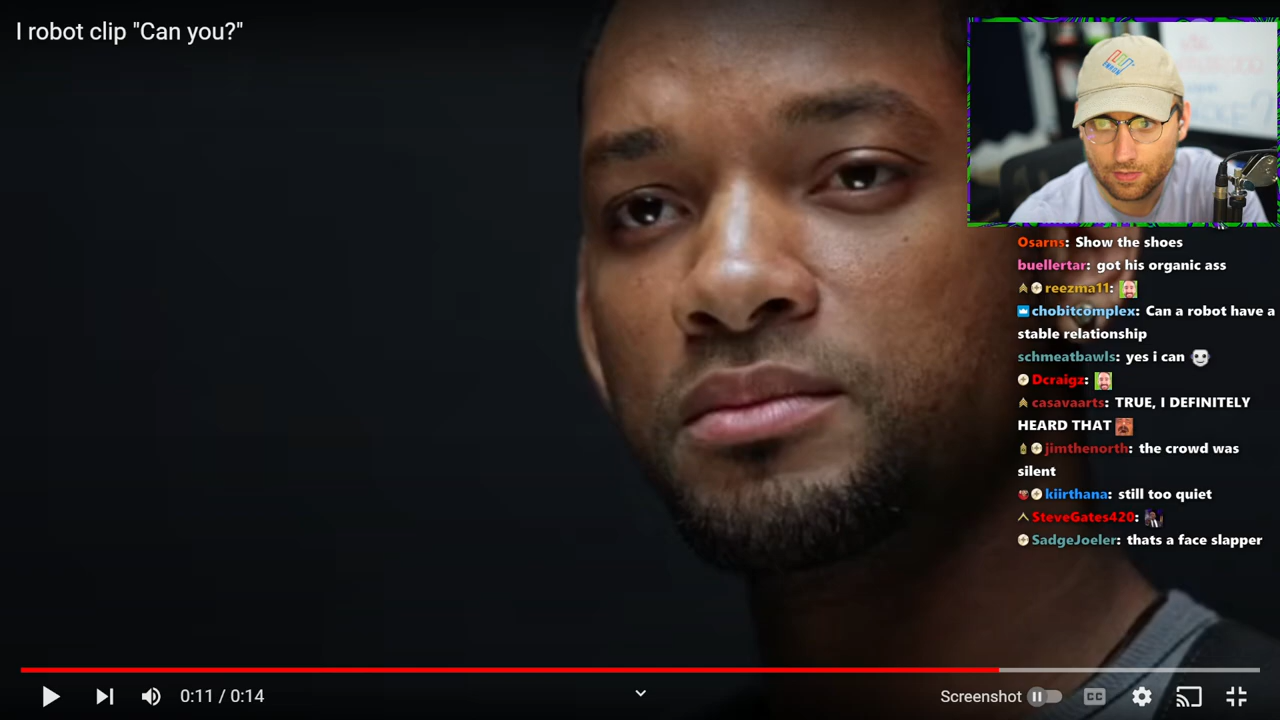 I robot clip "Can you?"
Osarns: Show the shoes
buellertar: got his organic ass
reezma11:
chobitcomplex: Can a robot have a
stable relationship
schmeatbawls: yes i can
Dcraigz:
casavaarts: TRUE, I DEFINITELY
HEARD THAT
jimthenorth: the crowd was
silent
kiirthana: still too quiet
SteveGates420:
SadgeJoeler: thats a face slapper
0:11 / 0:14
Screenshot
CC